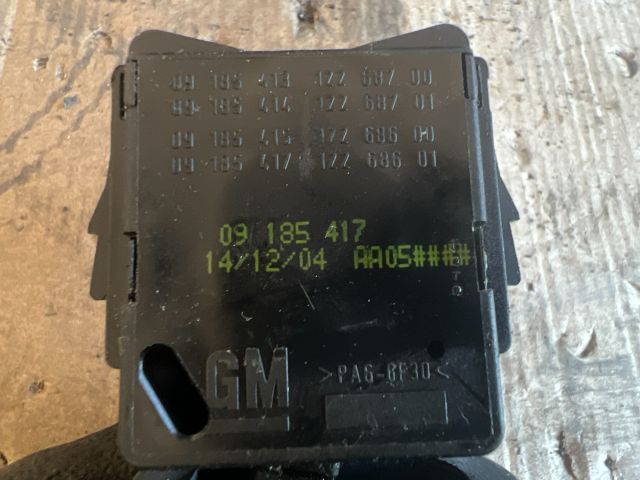 09 185 413 122 687 00
09 185 414 122 687 01
09 185 415 122 686 00
09 185 417 122 686 01
09 185 417
14/12/04 AA05####
GM
>PA6-GF30<